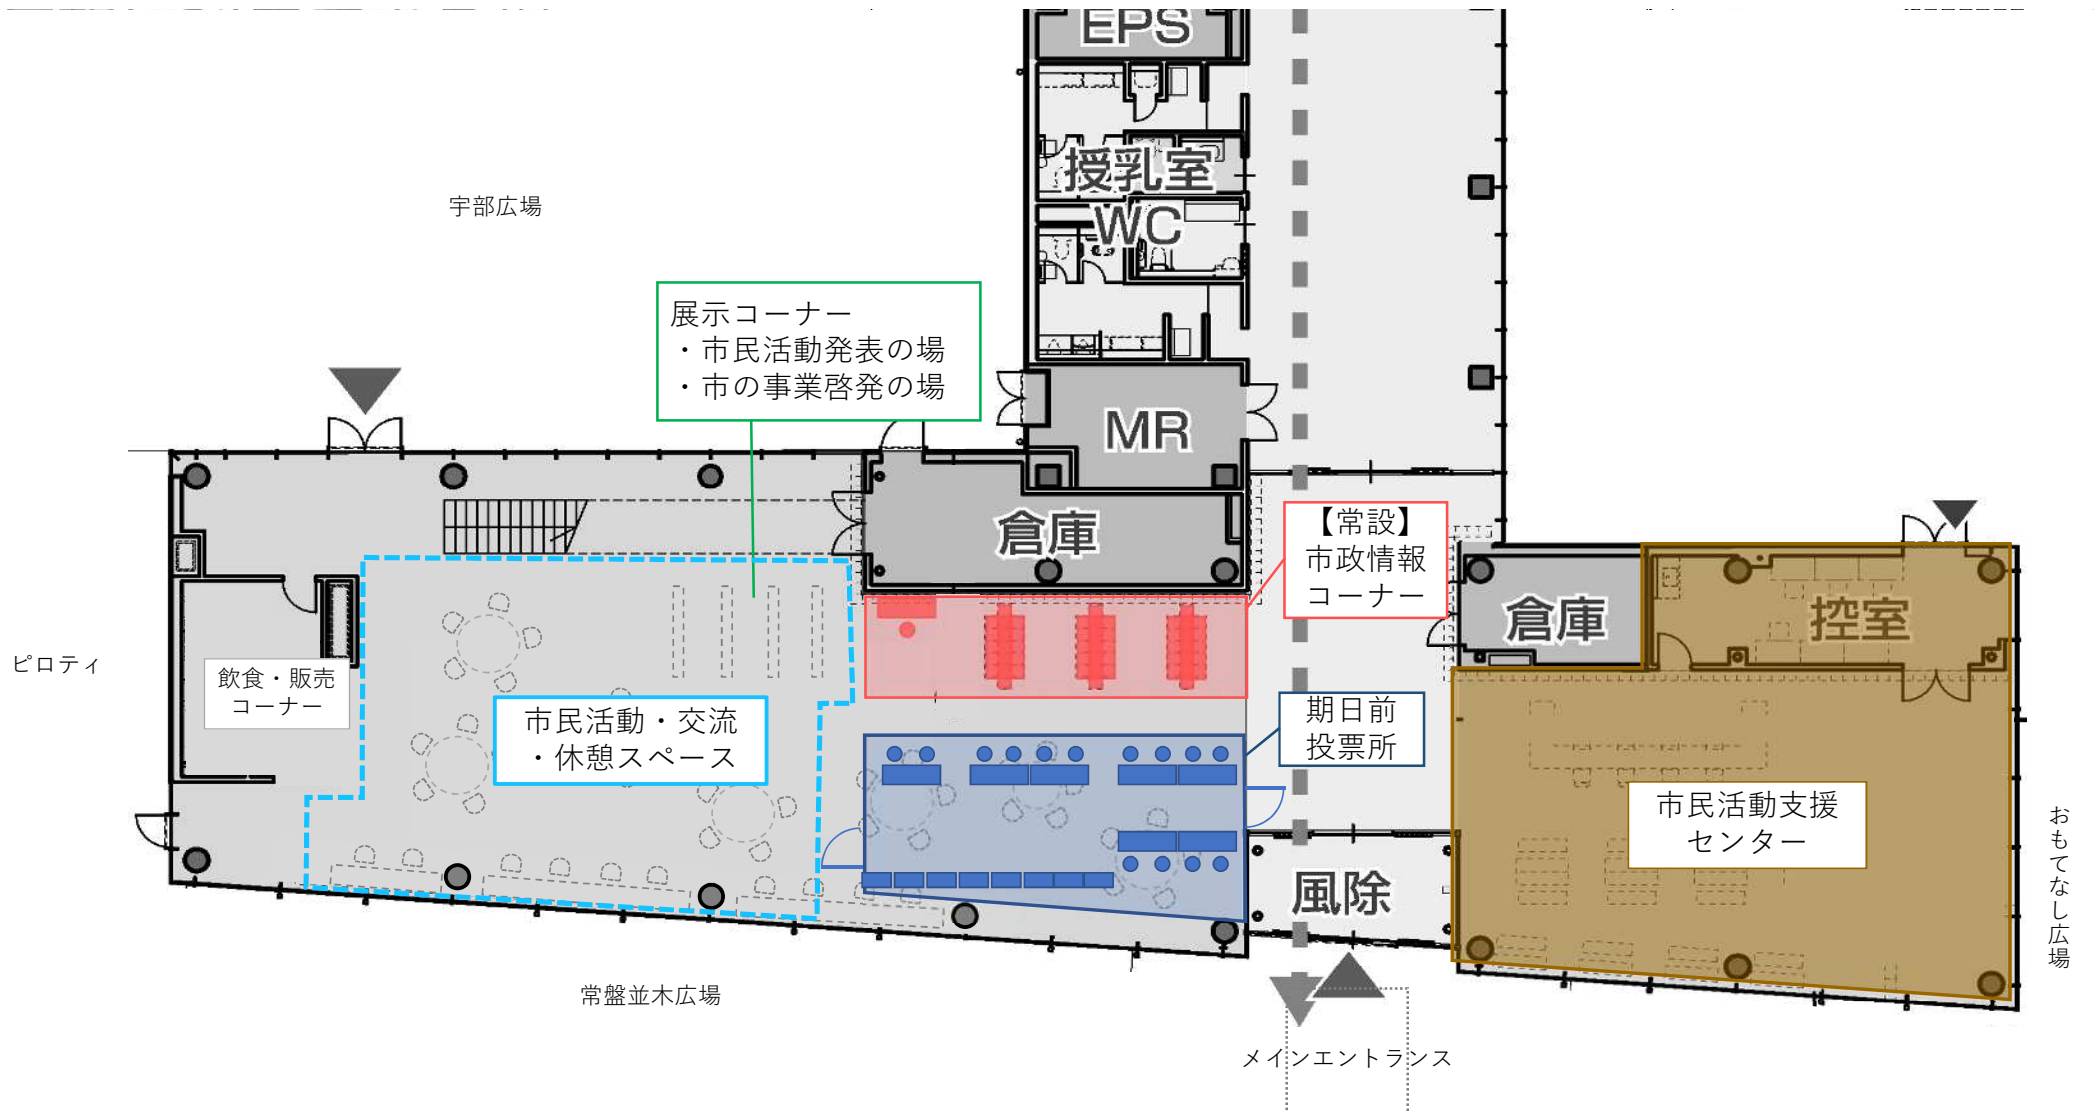 EPS
授乳室
WC
宇部広場
展示コーナー
・市民活動発表の場
・市の事業啓発の場
MR
倉庫
【常設】
市政情報
コーナー
倉庫
控室
ピロティ
飲食・販売
コーナー
市民活動・交流
・休憩スペース
期日前
投票所
市民活動支援
センター
おもてなし広場
風除
常盤並木広場
メインエントランス